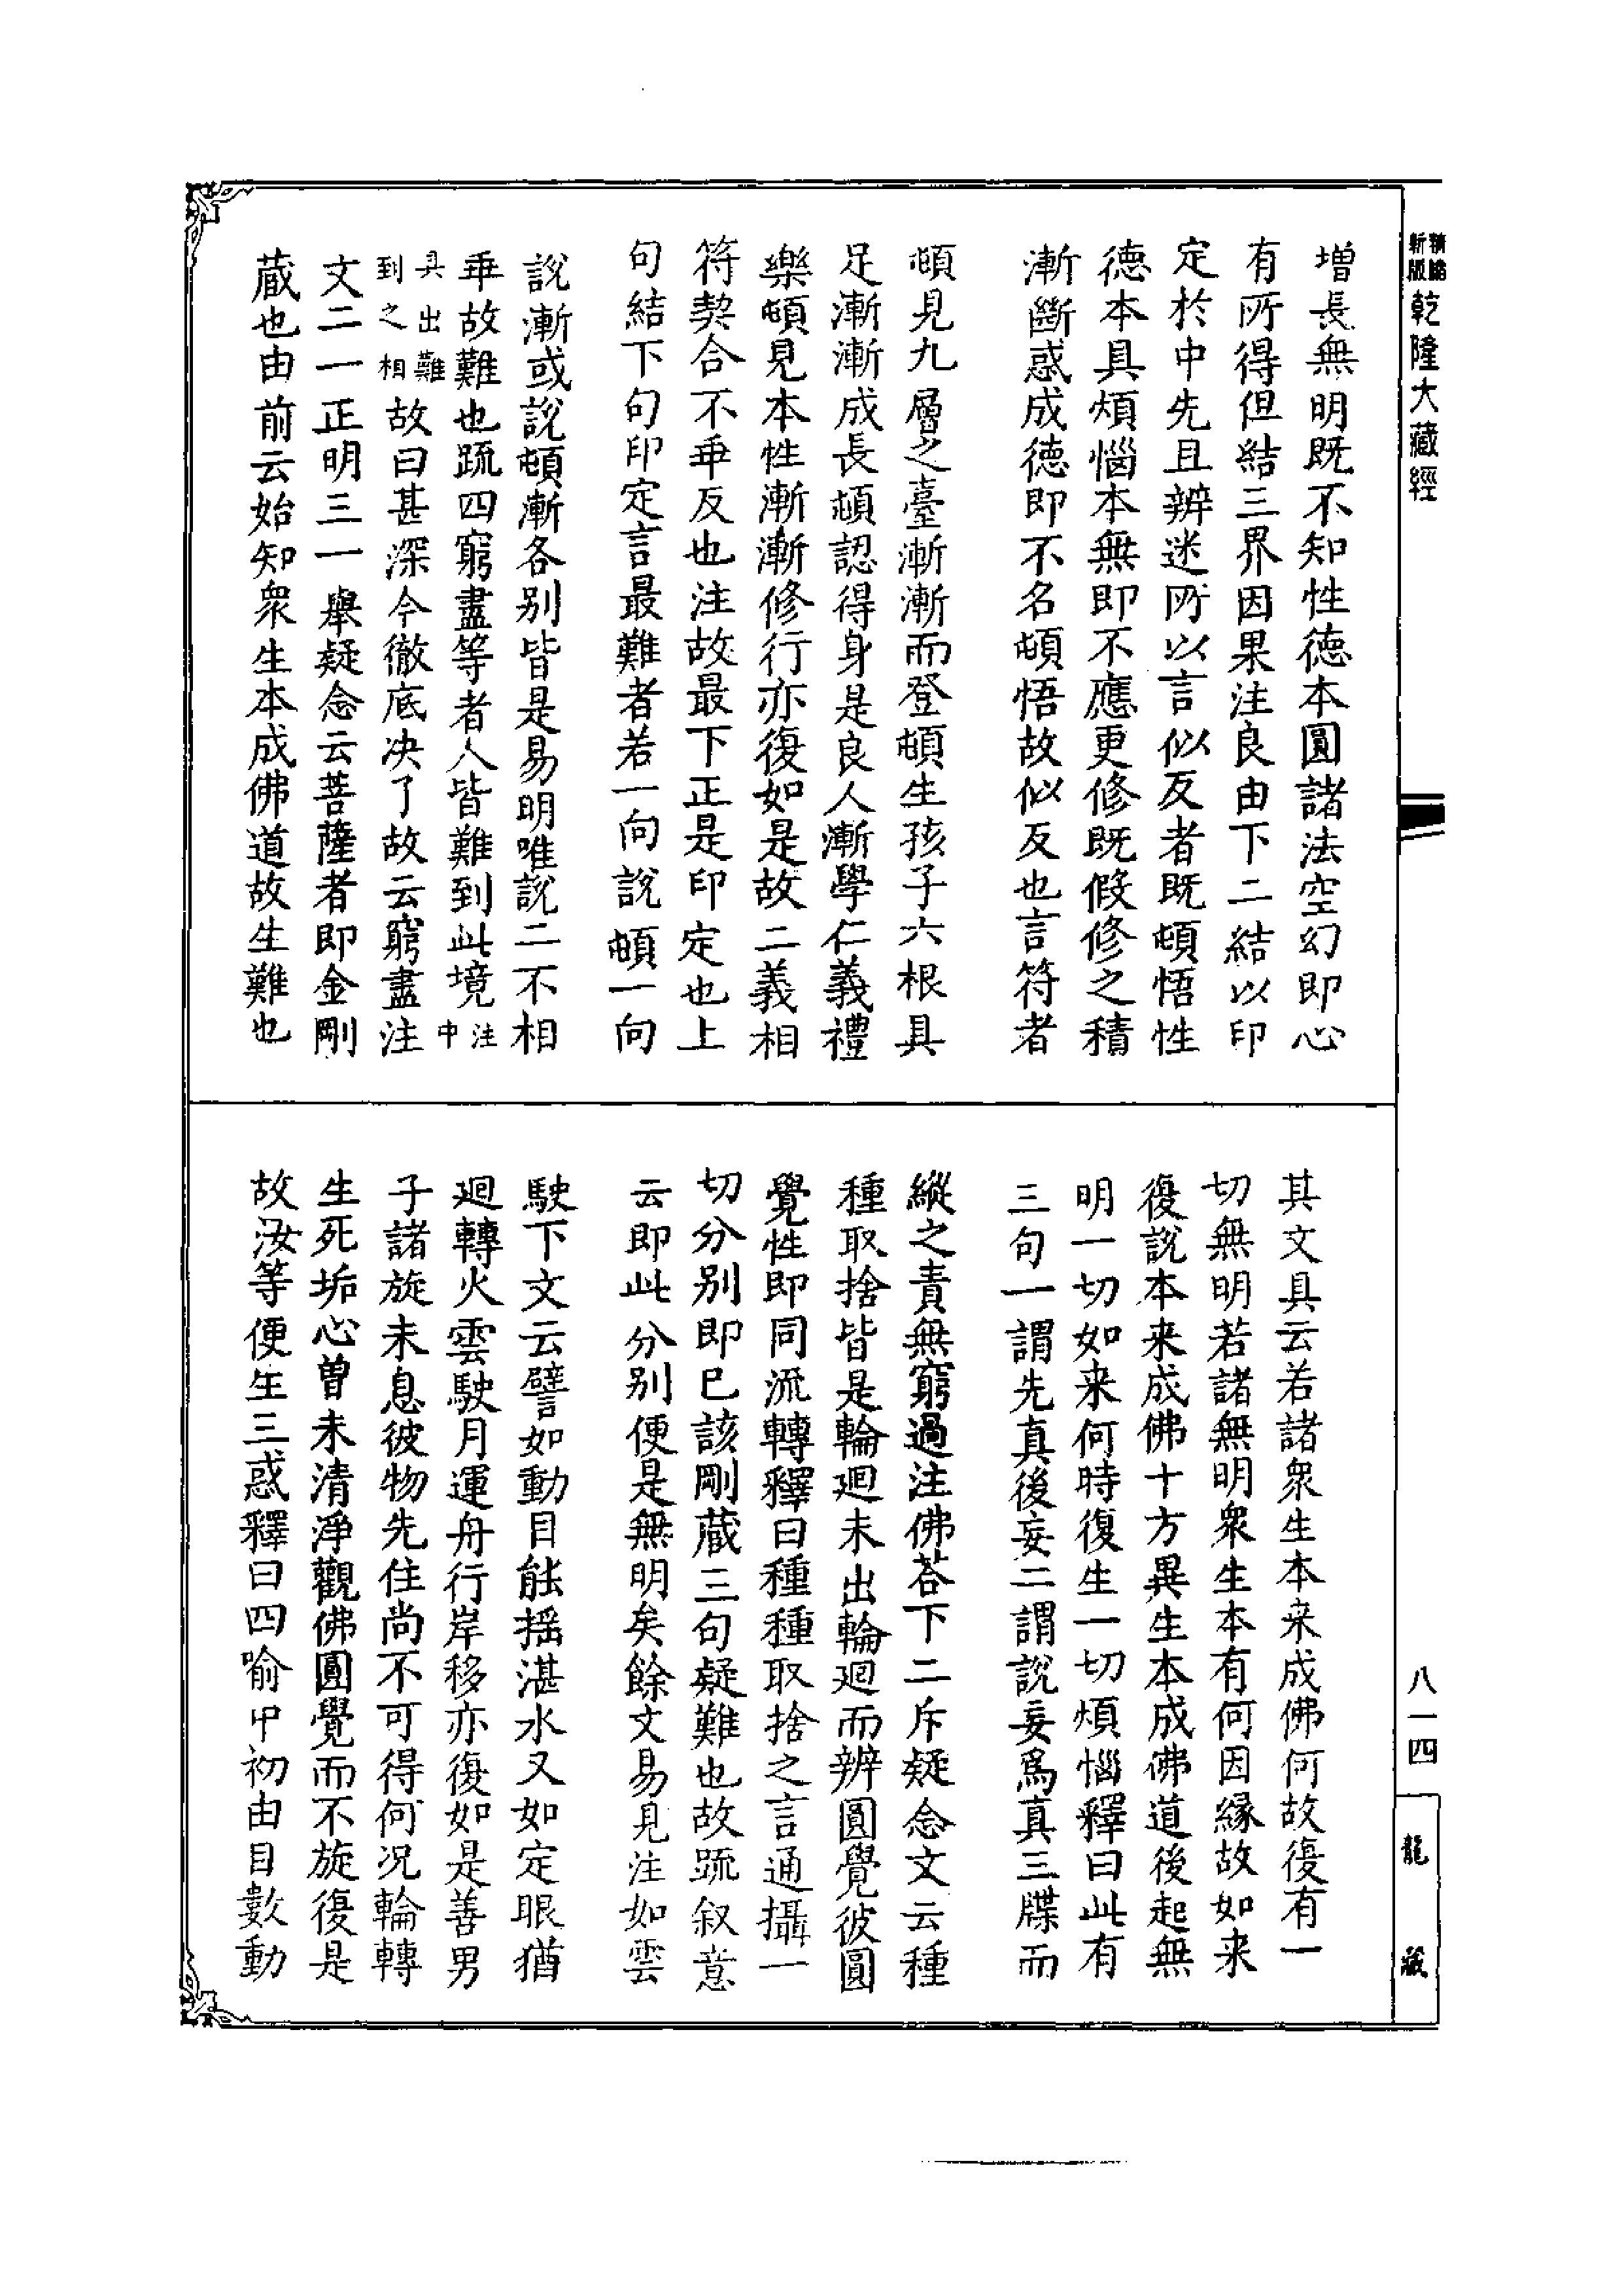 新版
精縮
乾隆大藏經
增長無明既不知性德本圓諸法空幻即心
有所得但結三界因果注良由下二結以印
定於中先且辨迷所以言似反者既頓悟性
德本具煩惱本無即不應更修既假修之積
漸斷惑成德即不名頓悟故似反也言符者
頓見九層之臺漸漸而登頓生孩子六根具
足漸漸成長頓認得身是良人漸學仁義禮
樂頓見本性漸漸修行亦復如是故二義相
符契合不乖反也注故最下正是印定也上
句結下句印定言最難者若一向說頓一向
說漸或說頓漸各別皆是易明唯說二不相
乖故難也䟽四窮盡等者人皆難到此境注中
具出難到之相故曰甚深今徹底决了故云窮盡注
文二一正明三一舉疑念云菩薩者即金剛
藏也由前云始知衆生本成佛道故生難也
其文具云若諸衆生本来成佛何故復有一
切無明若諸無明衆生本有何因緣故如来
復說本来成佛十方異生本成佛道後起無
明一切如来何時復生一切煩惱釋曰此有
三句一謂先真後妄二謂說妄爲真三牒而
縱之責無窮過注佛荅下二斥疑念文云種
種取捨皆是輪廻未出輪廻而辨圓覺彼圓
覺性即同流轉釋曰種種取捨之言通攝一
切分別即已該剛藏三句疑難也故䟽叙意
云即此分別便是無明矣餘文易見注如雲
駛下文云譬如動目能揺湛水又如定眼猶
廻轉火雲駛月運舟行岸移亦復如是善男
子諸旋未息彼物先住尚不可得何况輪轉
生死垢心曾未清淨觀佛圓覺而不旋復是
故汝等便生三惑釋曰四喻中初由目數動
八一四
龍藏